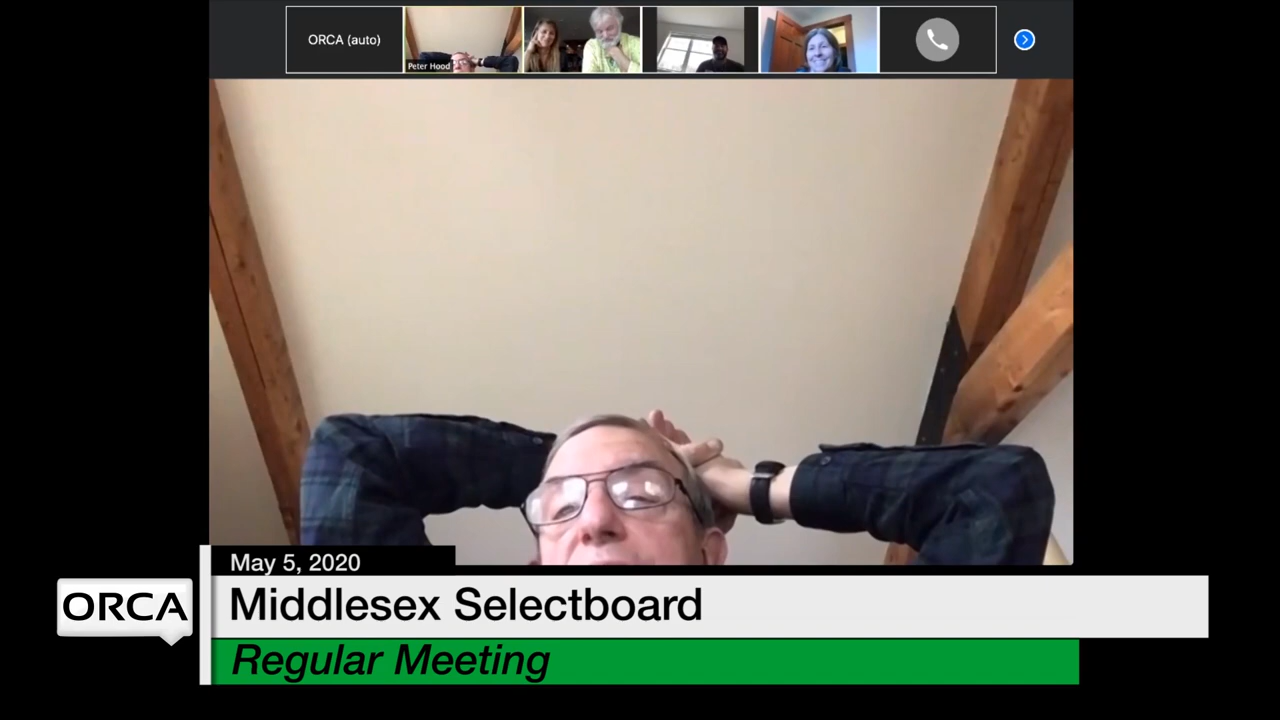 ORCA (auto)
Peter Hood
May 5, 2020
ORCA
Middlesex Selectboard
Regular Meeting